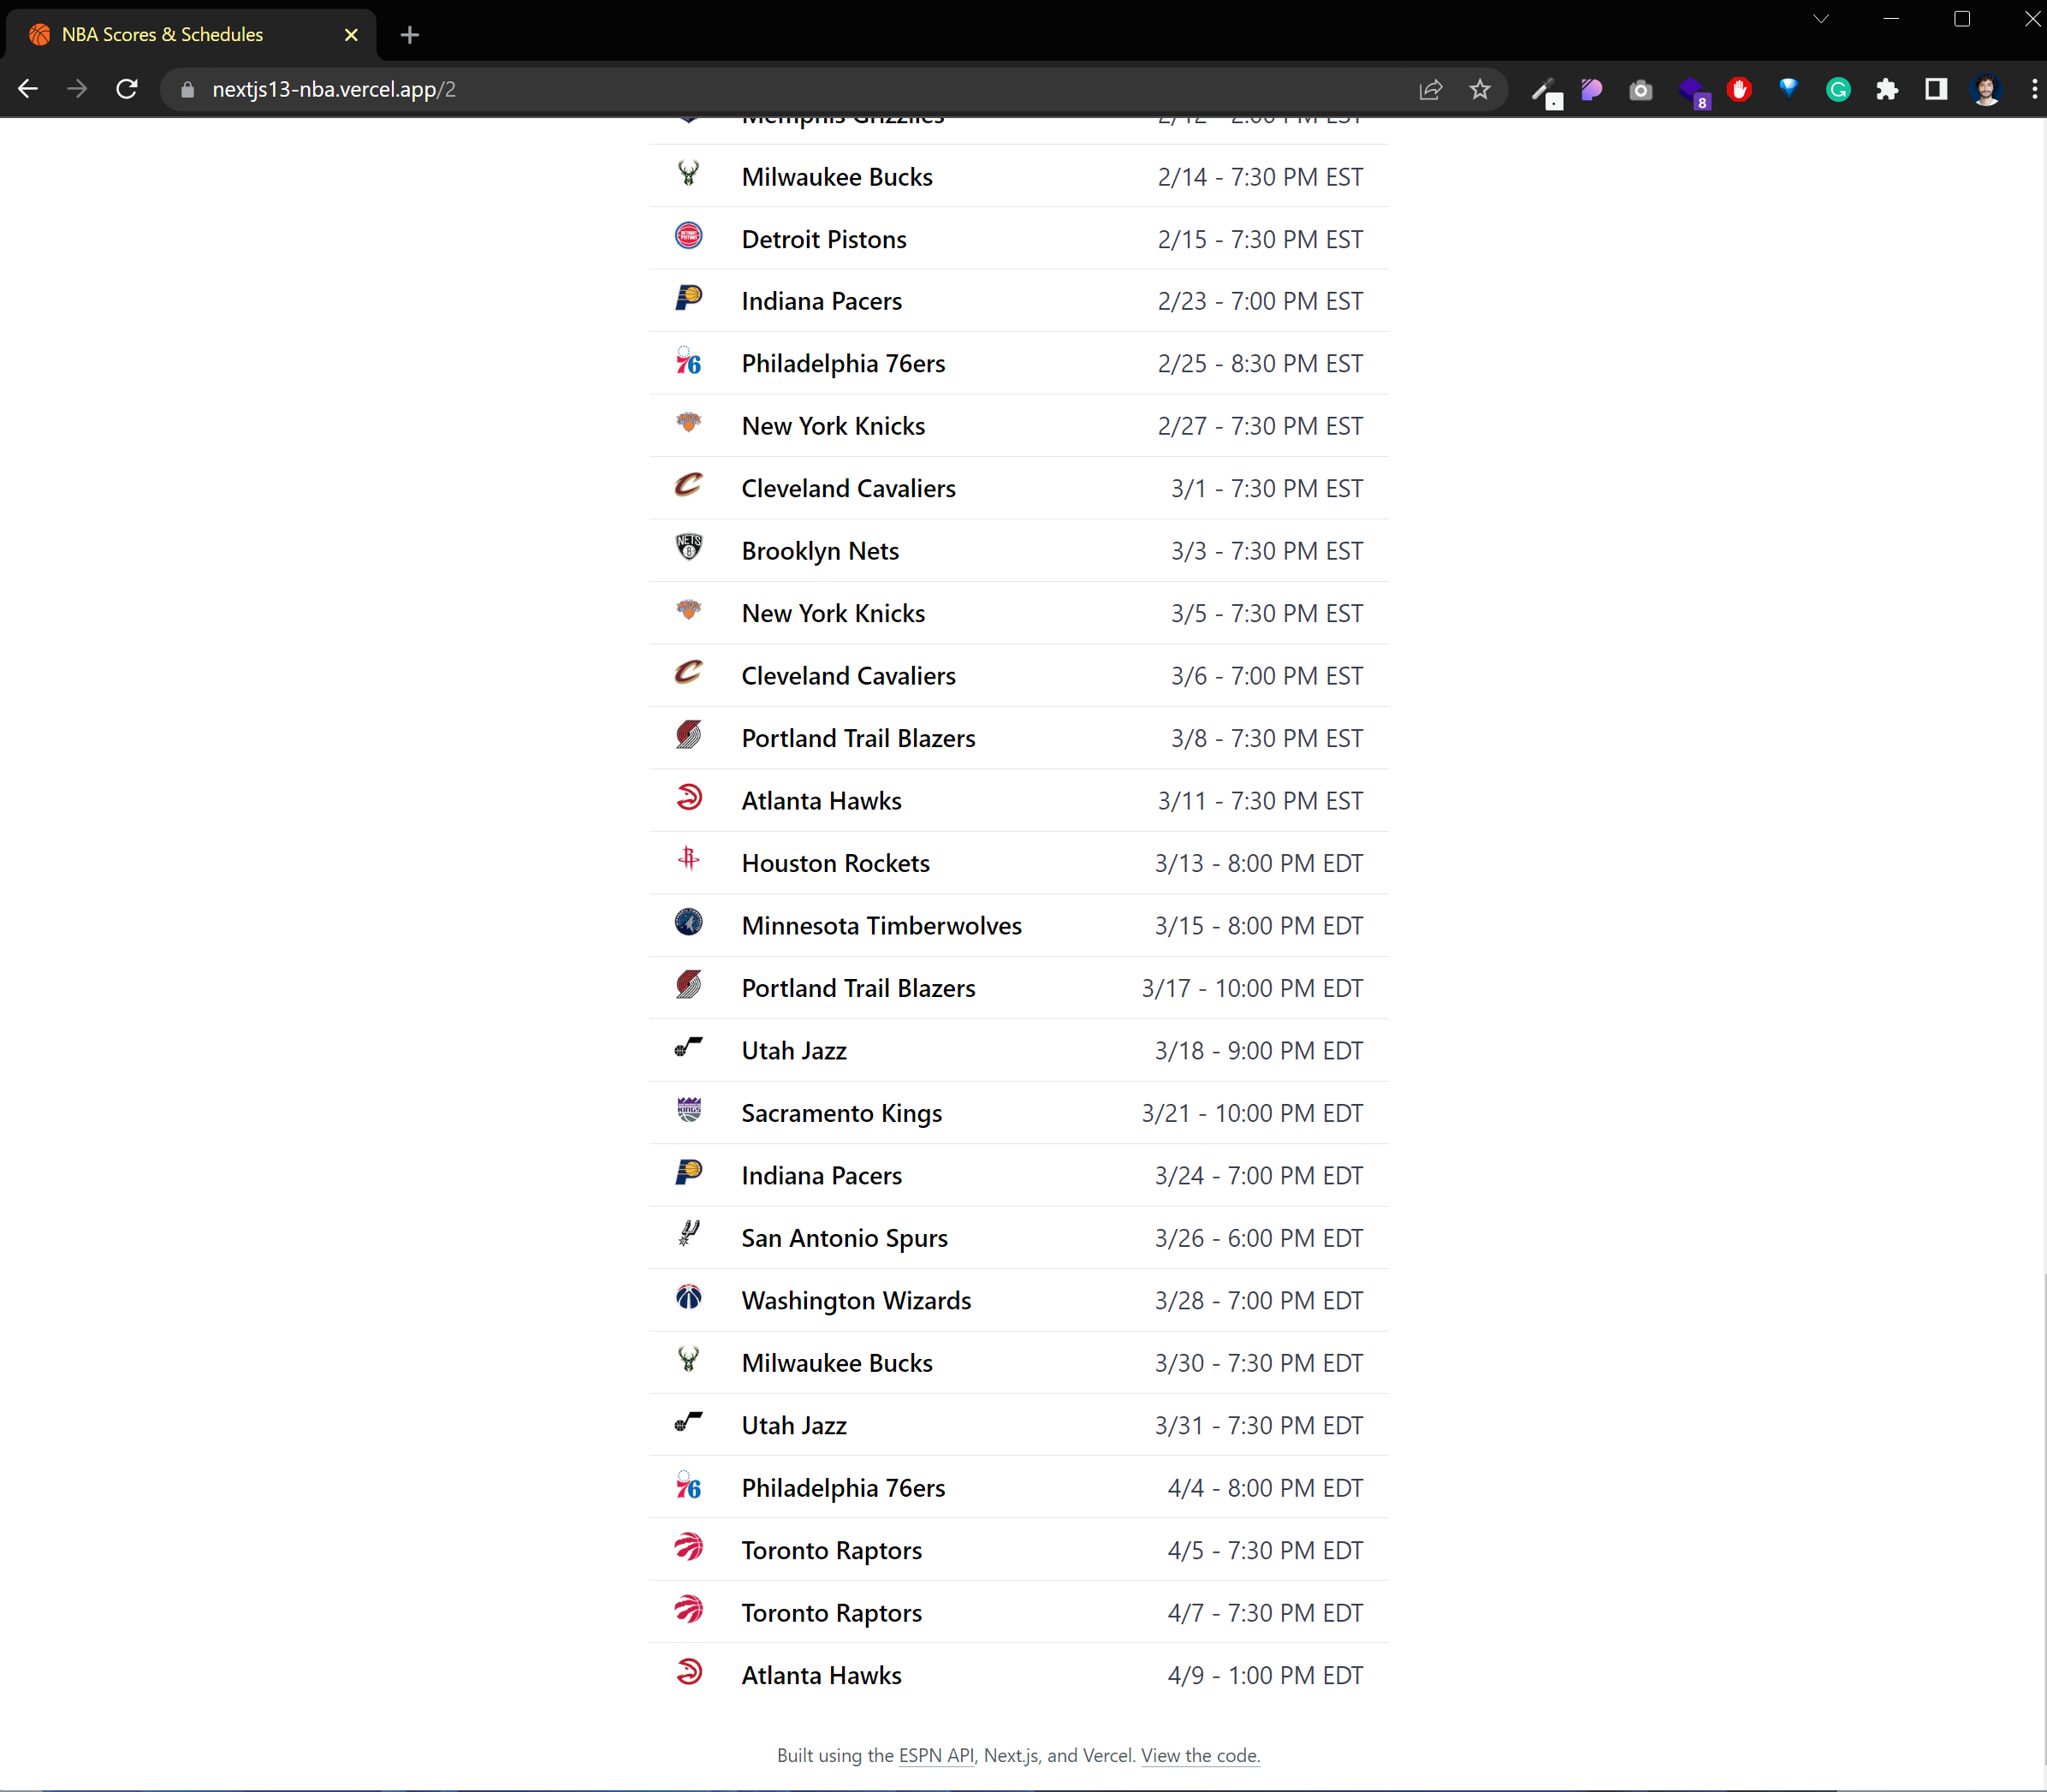 NBA Scores & Schedules
nextjs13-nba.vercel.app/2
8
Memphis Grizzlies 2/12 - 2:00 PM EST
Milwaukee Bucks 2/14 - 7:30 PM EST
Detroit Pistons 2/15 - 7:30 PM EST
Indiana Pacers 2/23 - 7:00 PM EST
Philadelphia 76ers 2/25 - 8:30 PM EST
New York Knicks 2/27 - 7:30 PM EST
Cleveland Cavaliers 3/1 - 7:30 PM EST
Brooklyn Nets 3/3 - 7:30 PM EST
New York Knicks 3/5 - 7:30 PM EST
Cleveland Cavaliers 3/6 - 7:00 PM EST
Portland Trail Blazers 3/8 - 7:30 PM EST
Atlanta Hawks 3/11 - 7:30 PM EST
Houston Rockets 3/13 - 8:00 PM EDT
Minnesota Timberwolves 3/15 - 8:00 PM EDT
Portland Trail Blazers 3/17 - 10:00 PM EDT
Utah Jazz 3/18 - 9:00 PM EDT
Sacramento Kings 3/21 - 10:00 PM EDT
Indiana Pacers 3/24 - 7:00 PM EDT
San Antonio Spurs 3/26 - 6:00 PM EDT
Washington Wizards 3/28 - 7:00 PM EDT
Milwaukee Bucks 3/30 - 7:30 PM EDT
Utah Jazz 3/31 - 7:30 PM EDT
Philadelphia 76ers 4/4 - 8:00 PM EDT
Toronto Raptors 4/5 - 7:30 PM EDT
Toronto Raptors 4/7 - 7:30 PM EDT
Atlanta Hawks 4/9 - 1:00 PM EDT
Built using the ESPN API, Next.js, and Vercel. View the code.